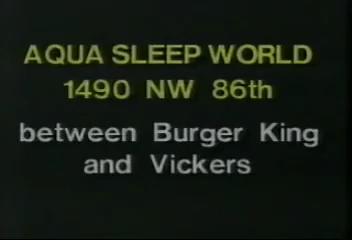 AQUA SLEEP WORLD
1490 NW 86th
between Burger King
and Vickers